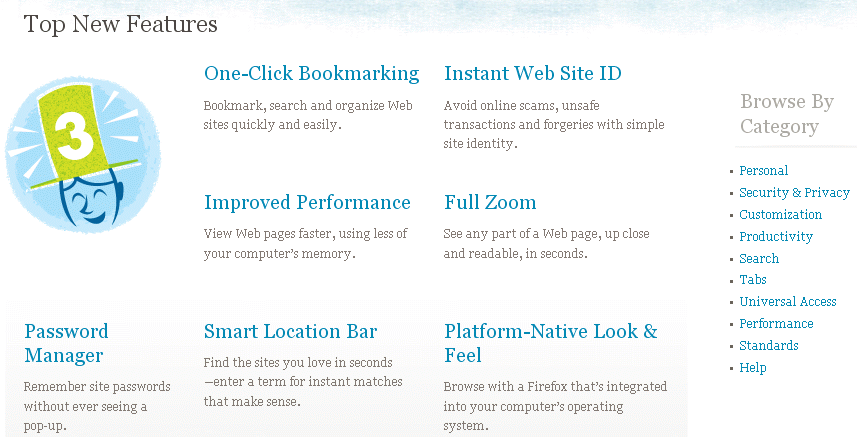 Top New Features
3
One-Click Bookmarking
Bookmark, search and organize Web
sites quickly and easily.
Instant Web Site ID
Avoid online scams, unsafe
transactions and forgeries with simple
site identity.
Improved Performance
View Web pages faster, using less of
your computer's memory.
Full Zoom
See any part of a Web page, up close
and readable, in seconds.
Password
Manager
Remember site passwords
without ever seeing a
pop-up.
Smart Location Bar
Find the sites you love in seconds
—enter a term for instant matches
that make sense.
Platform-Native Look &
Feel
Browse with a Firefox that's integrated
into your computer's operating
system.
Browse By
Category
Personal
Security & Privacy
Customization
Productivity
Search
Tabs
Universal Access
Performance
Standards
Help